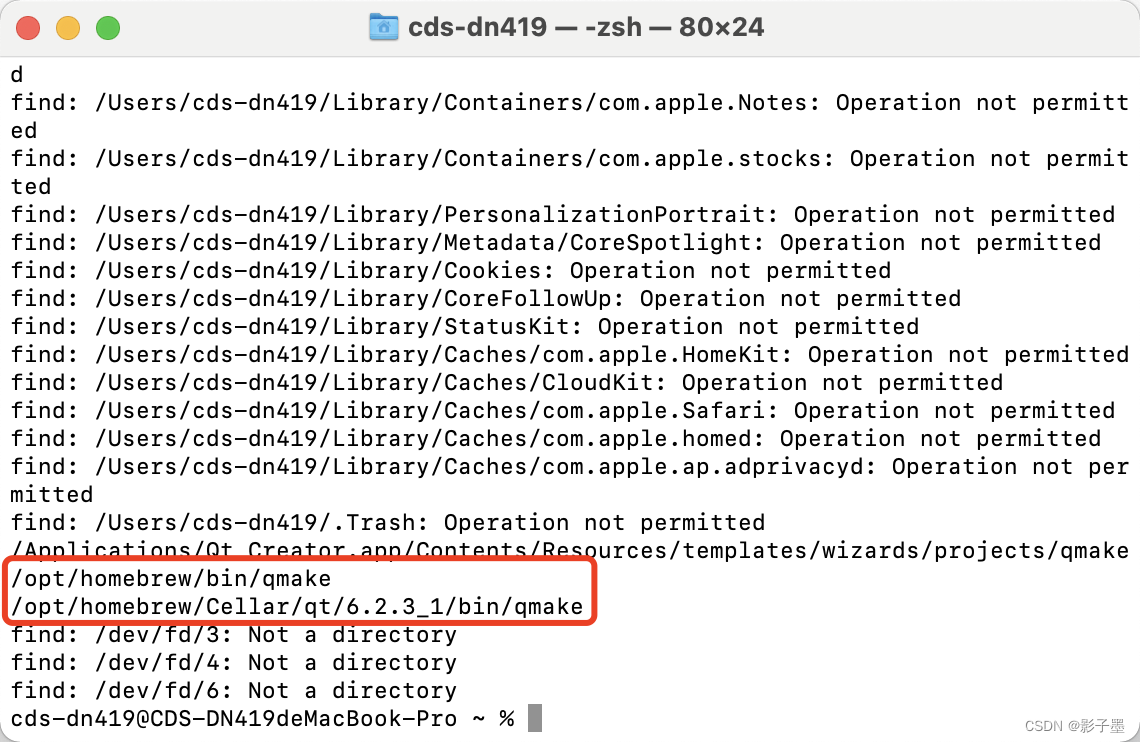 cds-dn419 — -zsh — 80×24
d
find: /Users/cds-dn419/Library/Containers/com.apple.Notes: Operation not permitt
ed
find: /Users/cds-dn419/Library/Containers/com.apple.stocks: Operation not permit
ted
find: /Users/cds-dn419/Library/PersonalizationPortrait: Operation not permitted
find: /Users/cds-dn419/Library/Metadata/CoreSpotlight: Operation not permitted
find: /Users/cds-dn419/Library/Cookies: Operation not permitted
find: /Users/cds-dn419/Library/CoreFollowUp: Operation not permitted
find: /Users/cds-dn419/Library/StatusKit: Operation not permitted
find: /Users/cds-dn419/Library/Caches/com.apple.HomeKit: Operation not permitted
find: /Users/cds-dn419/Library/Caches/CloudKit: Operation not permitted
find: /Users/cds-dn419/Library/Caches/com.apple.Safari: Operation not permitted
find: /Users/cds-dn419/Library/Caches/com.apple.homed: Operation not permitted
find: /Users/cds-dn419/Library/Caches/com.apple.ap.adprivacyd: Operation not per
mitted
find: /Users/cds-dn419/.Trash: Operation not permitted
/Applications/Qt Creator.app/Contents/Resources/templates/wizards/projects/qmake
/opt/homebrew/bin/qmake
/opt/homebrew/Cellar/qt/6.2.3_1/bin/qmake
find: /dev/fd/3: Not a directory
find: /dev/fd/4: Not a directory
find: /dev/fd/6: Not a directory
cds-dn419@CDS-DN419deMacBook-Pro ~ %
CSDN @影子墨